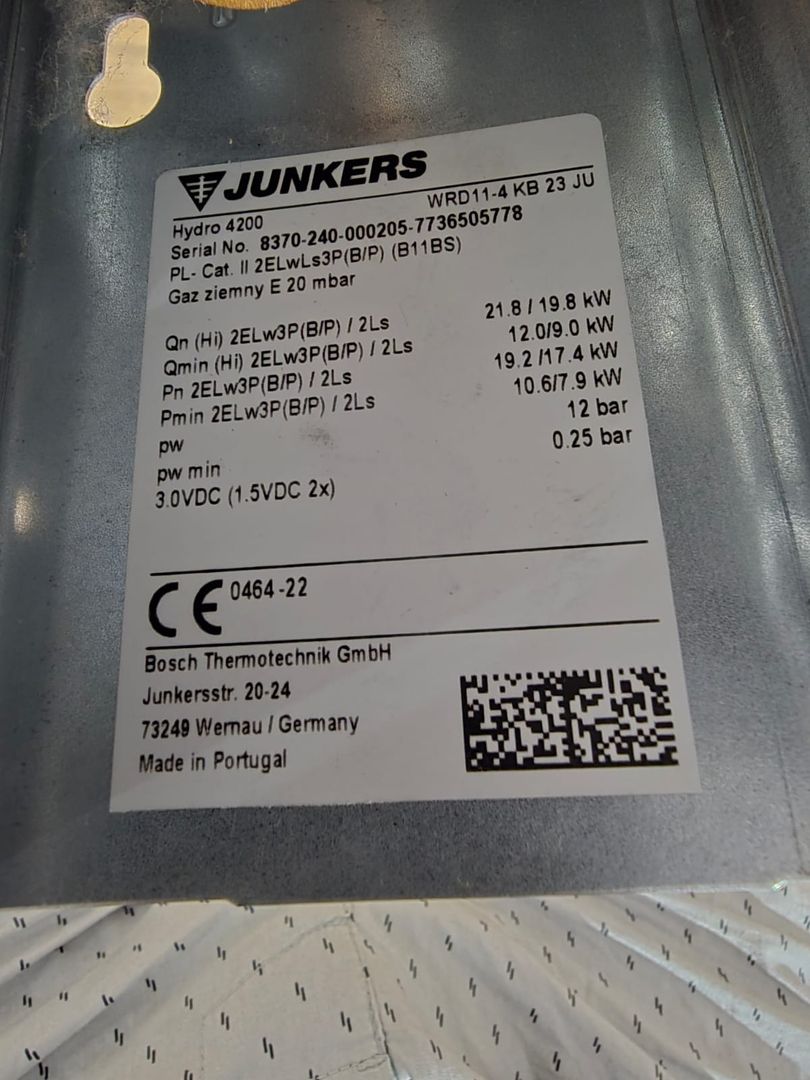 JUNKERS
Hydro 4200 WRD11-4 KB 23 JU
Serial No. 8370-240-000205-7736505778
PL- Cat. II 2ELwLs3P(B/P) (B11BS)
Gaz ziemny E 20 mbar
Qn (Hi) 2ELw3P(B/P) / 2Ls 21.8 / 19.8 kW
Qmin (Hi) 2ELw3P(B/P) / 2Ls 12.0/9.0 kW
Pn 2ELw3P(B/P) / 2Ls 19.2 /17.4 kW
Pmin 2ELw3P(B/P) / 2Ls 10.6/7.9 kW
pw 12 bar
pw min 0.25 bar
3.0VDC (1.5VDC 2x)
CE 0464-22
Bosch Thermotechnik GmbH
Junkersstr. 20-24
73249 Wernau / Germany
Made in Portugal